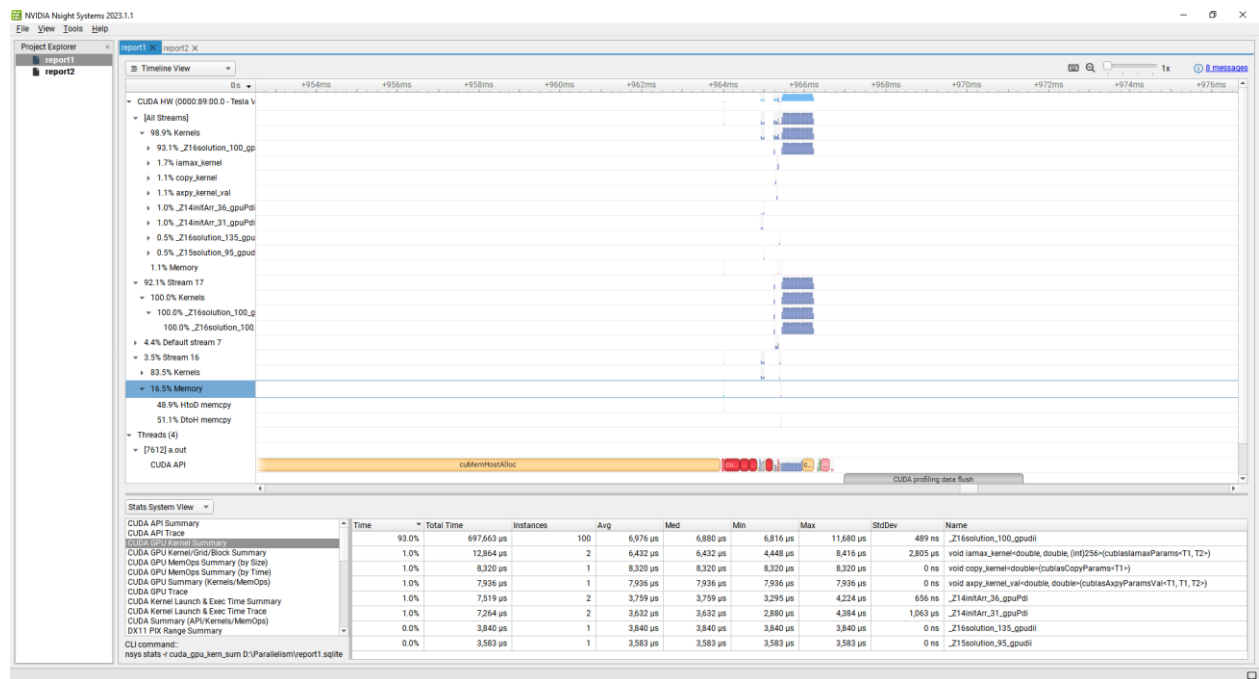 NVIDIA Nsight Systems 2023.1.1
File View Tools Help
Project Explorer
report1
report2
report1 report2
Timeline View
1x
8 messages
0s
+954ms +956ms +958ms +960ms +962ms +964ms +966ms +968ms +970ms +972ms +974ms +976ms
CUDA HW (0000:89:00.0 - Tesla V
[All Streams]
98.9% Kernels
93.1% _Z16solution_100_gp
1.7% iamax_kernel
1.1% copy_kernel
1.1% axpy_kernel_val
1.0% _Z14initArr_36_gpuPdi
1.0% _Z14initArr_31_gpuPdi
0.5% _Z16solution_135_gpu
0.5% _Z15solution_95_gpud
1.1% Memory
92.1% Stream 17
100.0% Kernels
100.0% _Z16solution_100_g
100.0% _Z16solution_100_
4.4% Default stream 7
3.5% Stream 16
83.5% Kernels
16.5% Memory
48.9% HtoD memcpy
51.1% DtoH memcpy
Threads (4)
[7612] a.out
CUDA API
cuMemHostAlloc
cu...
c...
CUDA profiling data flush
Stats System View
CUDA API Summary
CUDA API Trace
CUDA GPU Kernel Summary
CUDA GPU Kernel/Grid/Block Summary
CUDA GPU MemOps Summary (by Size)
CUDA GPU MemOps Summary (by Time)
CUDA GPU Summary (Kernels/MemOps)
CUDA GPU Trace
CUDA Kernel Launch & Exec Time Summary
CUDA Kernel Launch & Exec Time Trace
CUDA Summary (API/Kernels/MemOps)
DX11 PIX Range Summary
CLI command::
nsys stats -r cuda_gpu_kern_sum D:\Parallelism\report1.sqlite
Time Total Time Instances Avg Med Min Max StdDev Name
93.0% 697,663 μs 100 6,976 μs 6,880 μs 6,816 μs 11,680 μs 489 ns _Z16solution_100_gpudii
1.0% 12,864 μs 2 6,432 μs 6,432 μs 4,448 μs 8,416 μs 2,805 μs void iamax_kernel<double, double, (int)256>(cublasIamaxParams<T1, T2>)
1.0% 8,320 μs 1 8,320 μs 8,320 μs 8,320 μs 8,320 μs 0 ns void copy_kernel<double>(cublasCopyParams<T1>)
1.0% 7,936 μs 1 7,936 μs 7,936 μs 7,936 μs 7,936 μs 0 ns void axpy_kernel_val<double, double>(cublasAxpyParamsVal<T1, T1, T2>)
1.0% 7,519 μs 2 3,759 μs 3,759 μs 3,295 μs 4,224 μs 656 ns _Z14initArr_36_gpuPdi
1.0% 7,264 μs 2 3,632 μs 3,632 μs 2,880 μs 4,384 μs 1,063 μs _Z14initArr_31_gpuPdi
0.0% 3,840 μs 1 3,840 μs 3,840 μs 3,840 μs 3,840 μs 0 ns _Z16solution_135_gpudii
0.0% 3,583 μs 1 3,583 μs 3,583 μs 3,583 μs 3,583 μs 0 ns _Z15solution_95_gpudii